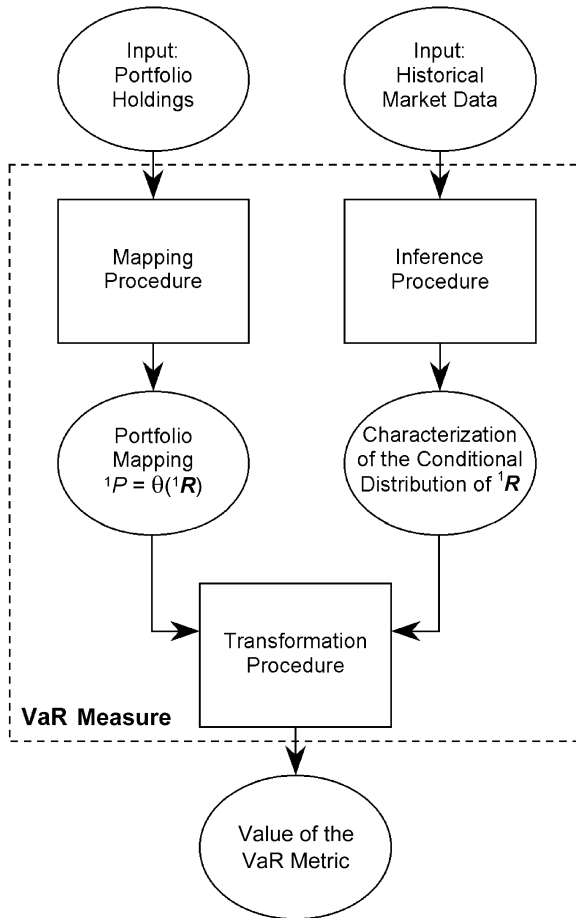 Input:
Portfolio
Holdings
Input:
Historical
Market Data
Mapping
Procedure
Inference
Procedure
Portfolio
Mapping
¹P = θ(¹R)
Characterization
of the Conditional
Distribution of ¹R
Transformation
Procedure
VaR Measure
Value of the
VaR Metric